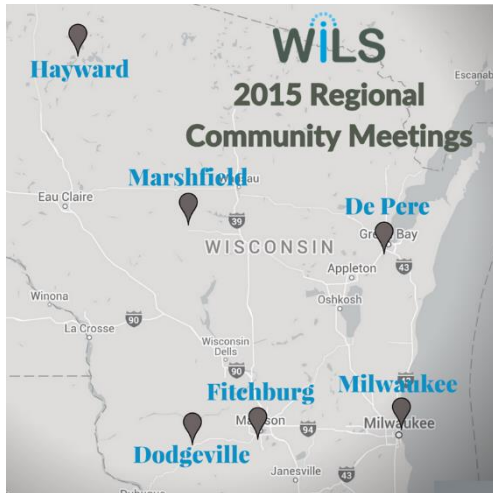 WiLS
2015 Regional
Community Meetings
Hayward
Escanab
Marshfield
Eau Claire
39
De Pere
Green Bay
WISCONSIN
Appleton
43
Oshkosh
Winona
La Crosse
90
Wisconsin
Dells
90
Fitchburg
Milwaukee
Madison
94
Milwaukee
Dodgeville
Janesville
43